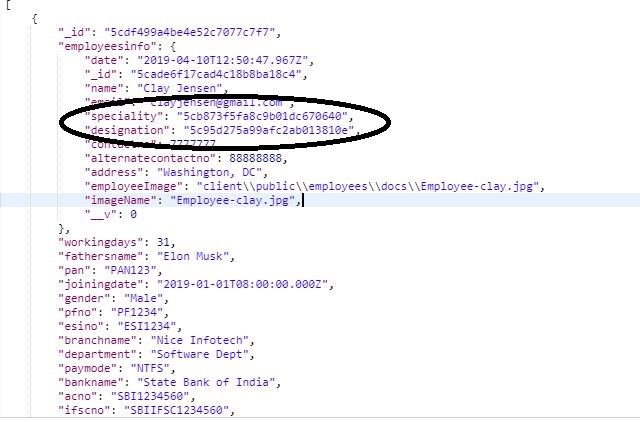 [
{
"_id": "5cdf499a4be4e52c7077c7f7",
"employeesinfo": {
"date": "2019-04-10T12:50:47.967Z",
"_id": "5cade6f17cad4c18b8ba18c4",
"name": "Clay Jensen",
"email": "clayjensen@gmail.com",
"speciality": "5cb873f5fa8c9b01dc670640",
"designation": "5c95d275a99afc2ab013810e",
"contactno": 7777777,
"alternatecontactno": 88888888,
"address": "Washington, DC",
"employeeImage": "client\\public\\employees\\docs\\Employee-clay.jpg",
"imageName": "Employee-clay.jpg",
"__v": 0
},
"workingdays": 31,
"fathersname": "Elon Musk",
"pan": "PAN123",
"joiningdate": "2019-01-01T08:00:00.000Z",
"gender": "Male",
"pfno": "PF1234",
"esino": "ESI1234",
"branchname": "Nice Infotech",
"department": "Software Dept",
"paymode": "NTFS",
"bankname": "State Bank of India",
"acno": "SBI1234560",
"ifscno": "SBIIFSC1234560",